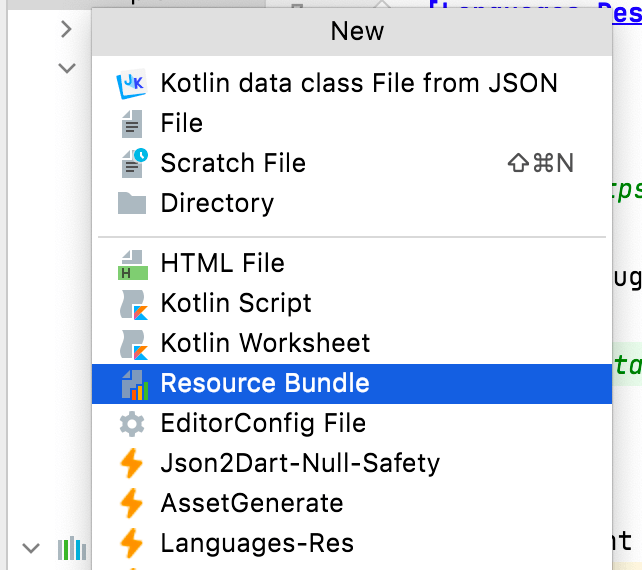 New
Kotlin data class File from JSON
File
Scratch File ⇧⌘N
Directory
HTML File
Kotlin Script
Kotlin Worksheet
Resource Bundle
EditorConfig File
Json2Dart-Null-Safety
AssetGenerate
Languages-Res